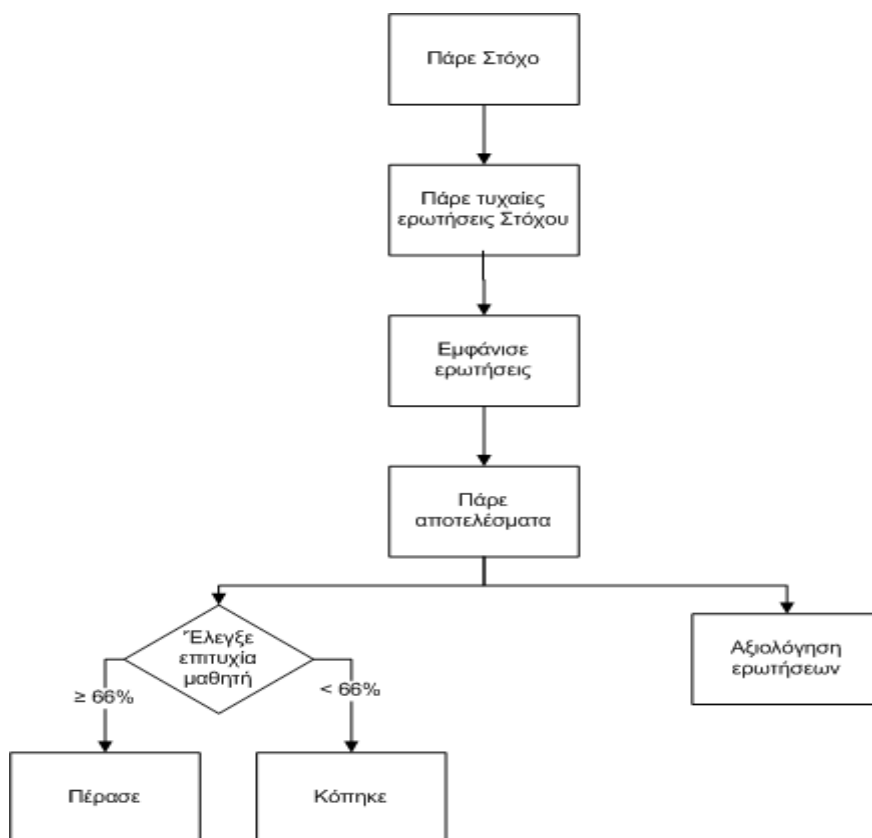 Πάρε Στόχο
Πάρε τυχαίες
ερωτήσεις Στόχου
Εμφάνισε
ερωτήσεις
Πάρε
αποτελέσματα
Έλεγξε
επιτυχία
μαθητή
Αξιολόγηση
ερωτήσεων
≥ 66%
< 66%
Πέρασε
Κόπηκε